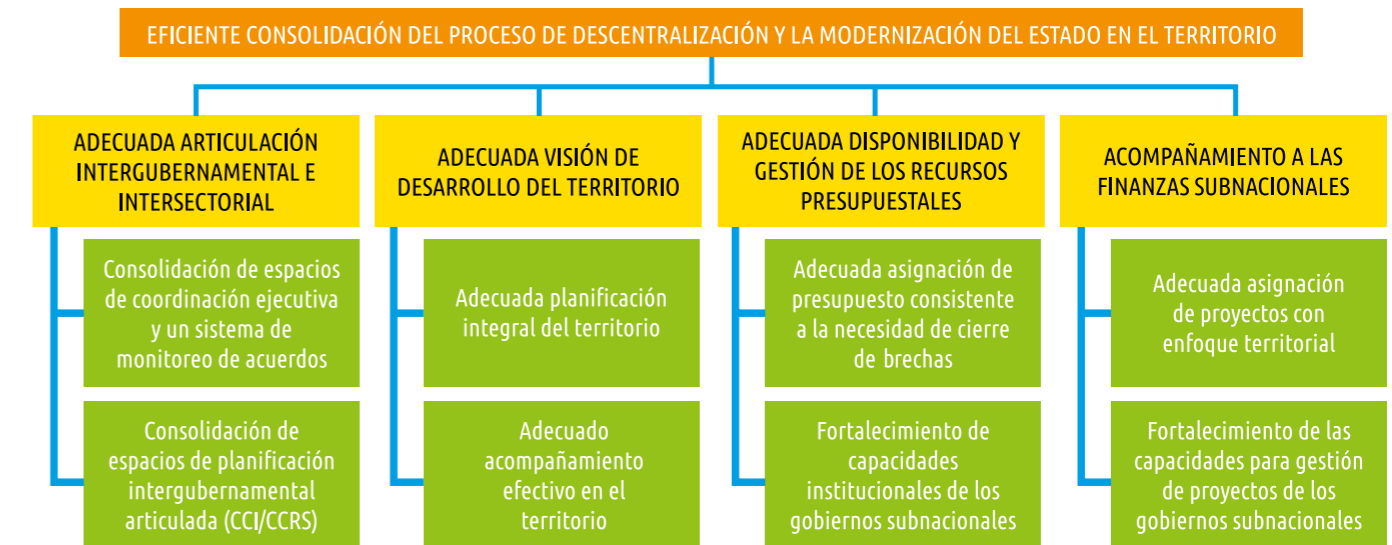 EFICIENTE CONSOLIDACIÓN DEL PROCESO DE DESCENTRALIZACIÓN Y LA MODERNIZACIÓN DEL ESTADO EN EL TERRITORIO
ADECUADA ARTICULACIÓN
INTERGUBERNAMENTAL E
INTERSECTORIAL
Consolidación de espacios
de coordinación ejecutiva
y un sistema de
monitoreo de acuerdos
Consolidación de
espacios de planificación
intergubernamental
articulada (CCI/CCRS)
ADECUADA VISIÓN DE
DESARROLLO DEL TERRITORIO
Adecuada planificación
integral del territorio
Adecuado
acompañamiento
efectivo en el
territorio
ADECUADA DISPONIBILIDAD Y
GESTIÓN DE LOS RECURSOS
PRESUPUESTALES
Adecuada asignación de
presupuesto consistente
a la necesidad de cierre
de brechas
Fortalecimiento de
capacidades
institucionales de los
gobiernos subnacionales
ACOMPAÑAMIENTO A LAS
FINANZAS SUBNACIONALES
Adecuada asignación
de proyectos con
enfoque territorial
Fortalecimiento de las
capacidades para gestión
de proyectos de los
gobiernos subnacionales